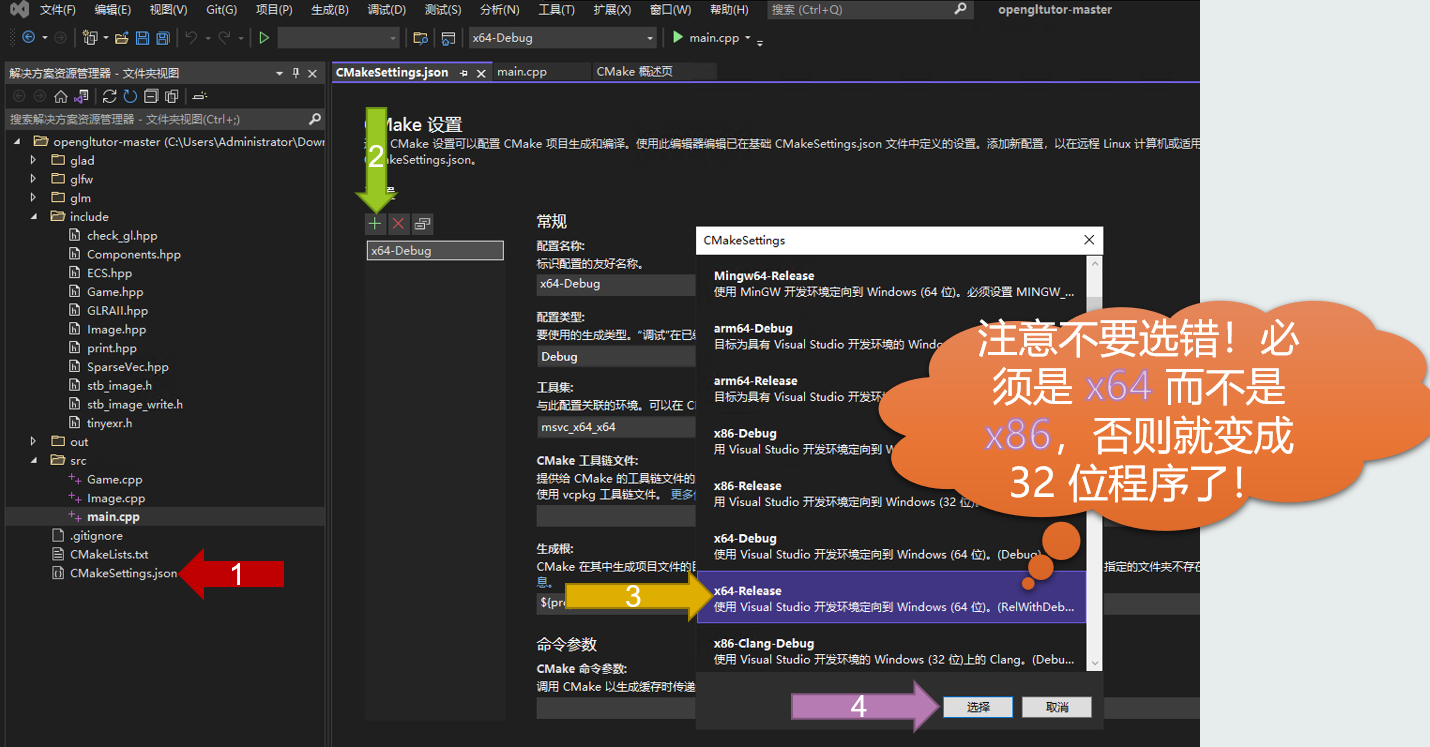 文件(F) 编辑(E) 视图(V) Git(G) 项目(P) 生成(B) 调试(D) 测试(S) 分析(N) 工具(T) 扩展(X) 窗口(W) 帮助(H) 搜索 (Ctrl+Q) opengltutor-master
x64-Debug main.cpp
解决方案资源管理器 - 文件夹视图
搜索解决方案资源管理器 - 文件夹视图(Ctrl+;)
opengltutor-master (C:\Users\Administrator\Dow
glad
glfw
glm
include
check_gl.hpp
Components.hpp
ECS.hpp
Game.hpp
GLRAII.hpp
Image.hpp
print.hpp
SparseVec.hpp
stb_image.h
stb_image_write.h
tinyexr.h
out
src
Game.cpp
Image.cpp
main.cpp
.gitignore
CMakeLists.txt
CMakeSettings.json
1
CMakeSettings.json main.cpp CMake 概述页
Make 设置
CMake 设置可以配置 CMake 项目生成和编译。使用此编辑器编辑已在基础 CMakeSettings.json 文件中定义的设置。添加新配置，以在远程 Linux 计算机或适用
keSettings.json。
2
x64-Debug
常规
配置名称:
标识配置的友好名称。
x64-Debug
配置类型:
要使用的生成类型。“调试”在已
Debug
工具集:
与此配置关联的环境。可以在 C
msvc_x64_x64
CMake 工具链文件:
提供给 CMake 的工具链文件的
使用 vcpkg 工具链文件。 更多
生成根:
CMake 在其中生成项目文件的目 指定的文件夹不存在
息。
${pro
3
命令参数
CMake 命令参数:
调用 CMake 以生成缓存时传递
CMakeSettings
Mingw64-Release
使用 MinGW 开发环境定向到 Windows (64 位)。必须设置 MINGW_...
arm64-Debug
目标为具有 Visual Studio 开发环境的 Windo
arm64-Release
目标为具有 Visual Studio 开发环境的 Wind
x86-Debug
用 Visual Studio 开发环境定向到 Windows
x86-Release
用 Visual Studio 开发环境定向到 Windows (32 位)
x64-Debug
使用 Visual Studio 开发环境定向到 Windows (64 位)。(Debug)
x64-Release
使用 Visual Studio 开发环境定向到 Windows (64 位)。(RelWithDeb...
x86-Clang-Debug
使用 Visual Studio 开发环境的 Windows (32 位)上的 Clang。(Debu...
4
选择 取消
注意不要选错！必
须是 x64 而不是
x86，否则就变成
32 位程序了！